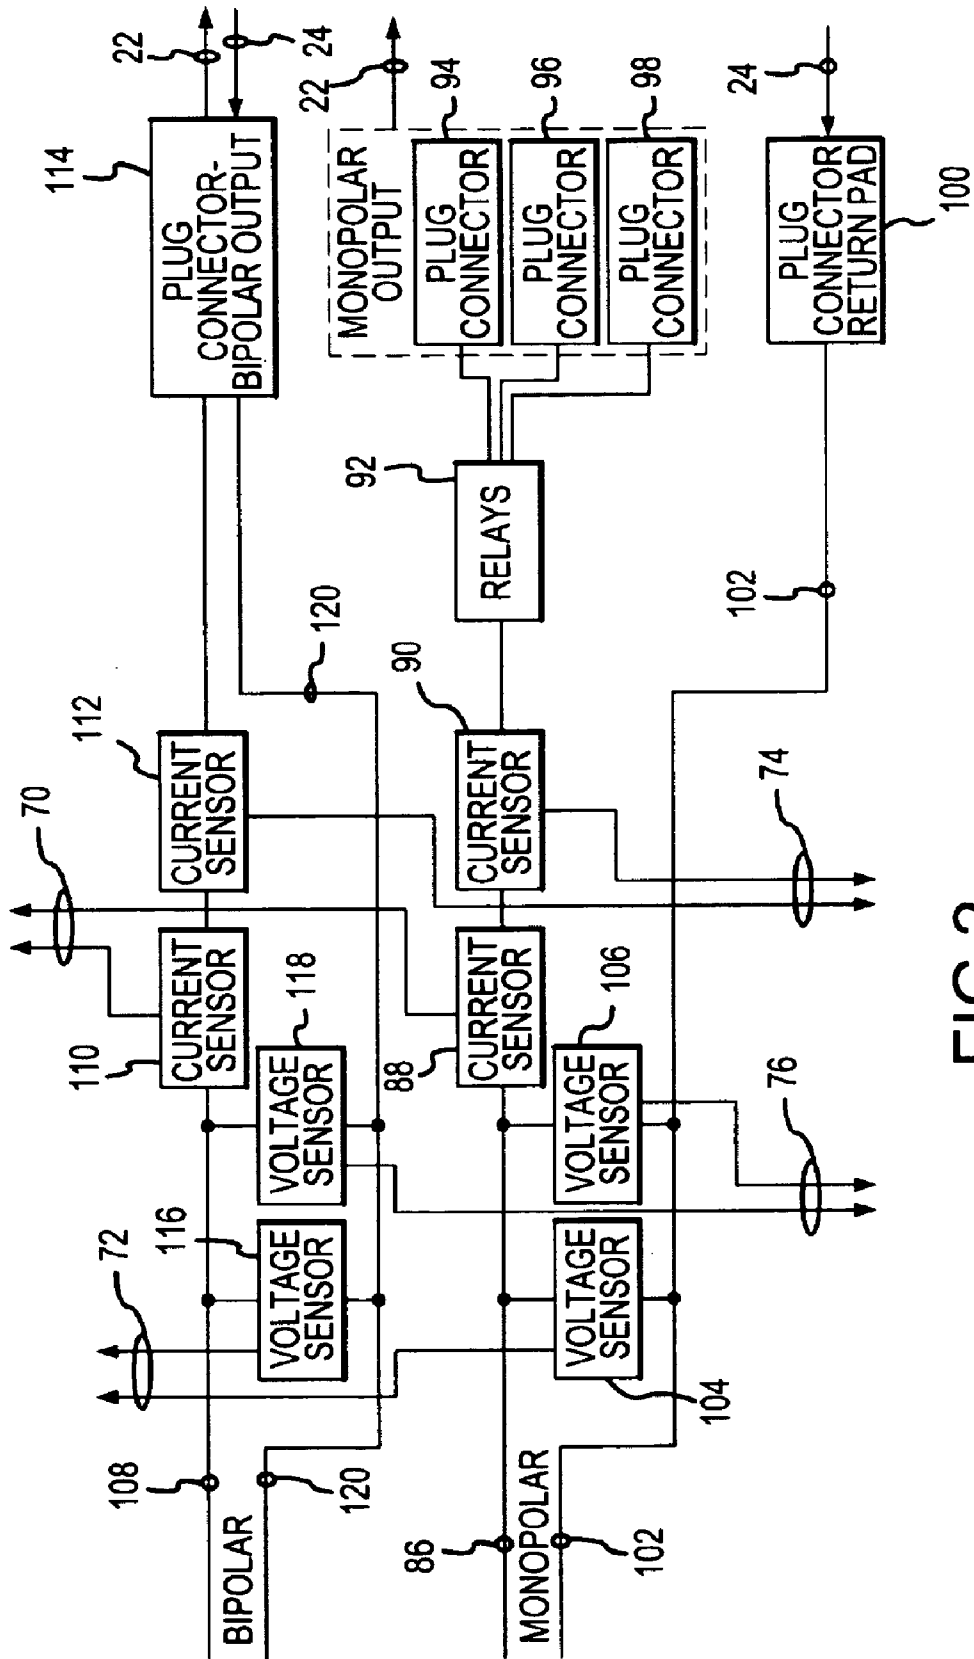 70
72
110
112
114
22
24
108
116
118
120
CURRENT
SENSOR
CURRENT
SENSOR
PLUG
CONNECTOR-
BIPOLAR OUTPUT
BIPOLAR
VOLTAGE
SENSOR
VOLTAGE
SENSOR
120
86
88
90
92
22
MONOPOLAR
OUTPUT
94
PLUG
CONNECTOR
96
PLUG
CONNECTOR
98
PLUG
CONNECTOR
CURRENT
SENSOR
CURRENT
SENSOR
RELAYS
MONOPOLAR
102
104
VOLTAGE
SENSOR
106
VOLTAGE
SENSOR
102
24
PLUG
CONNECTOR
RETURN PAD
100
76
74